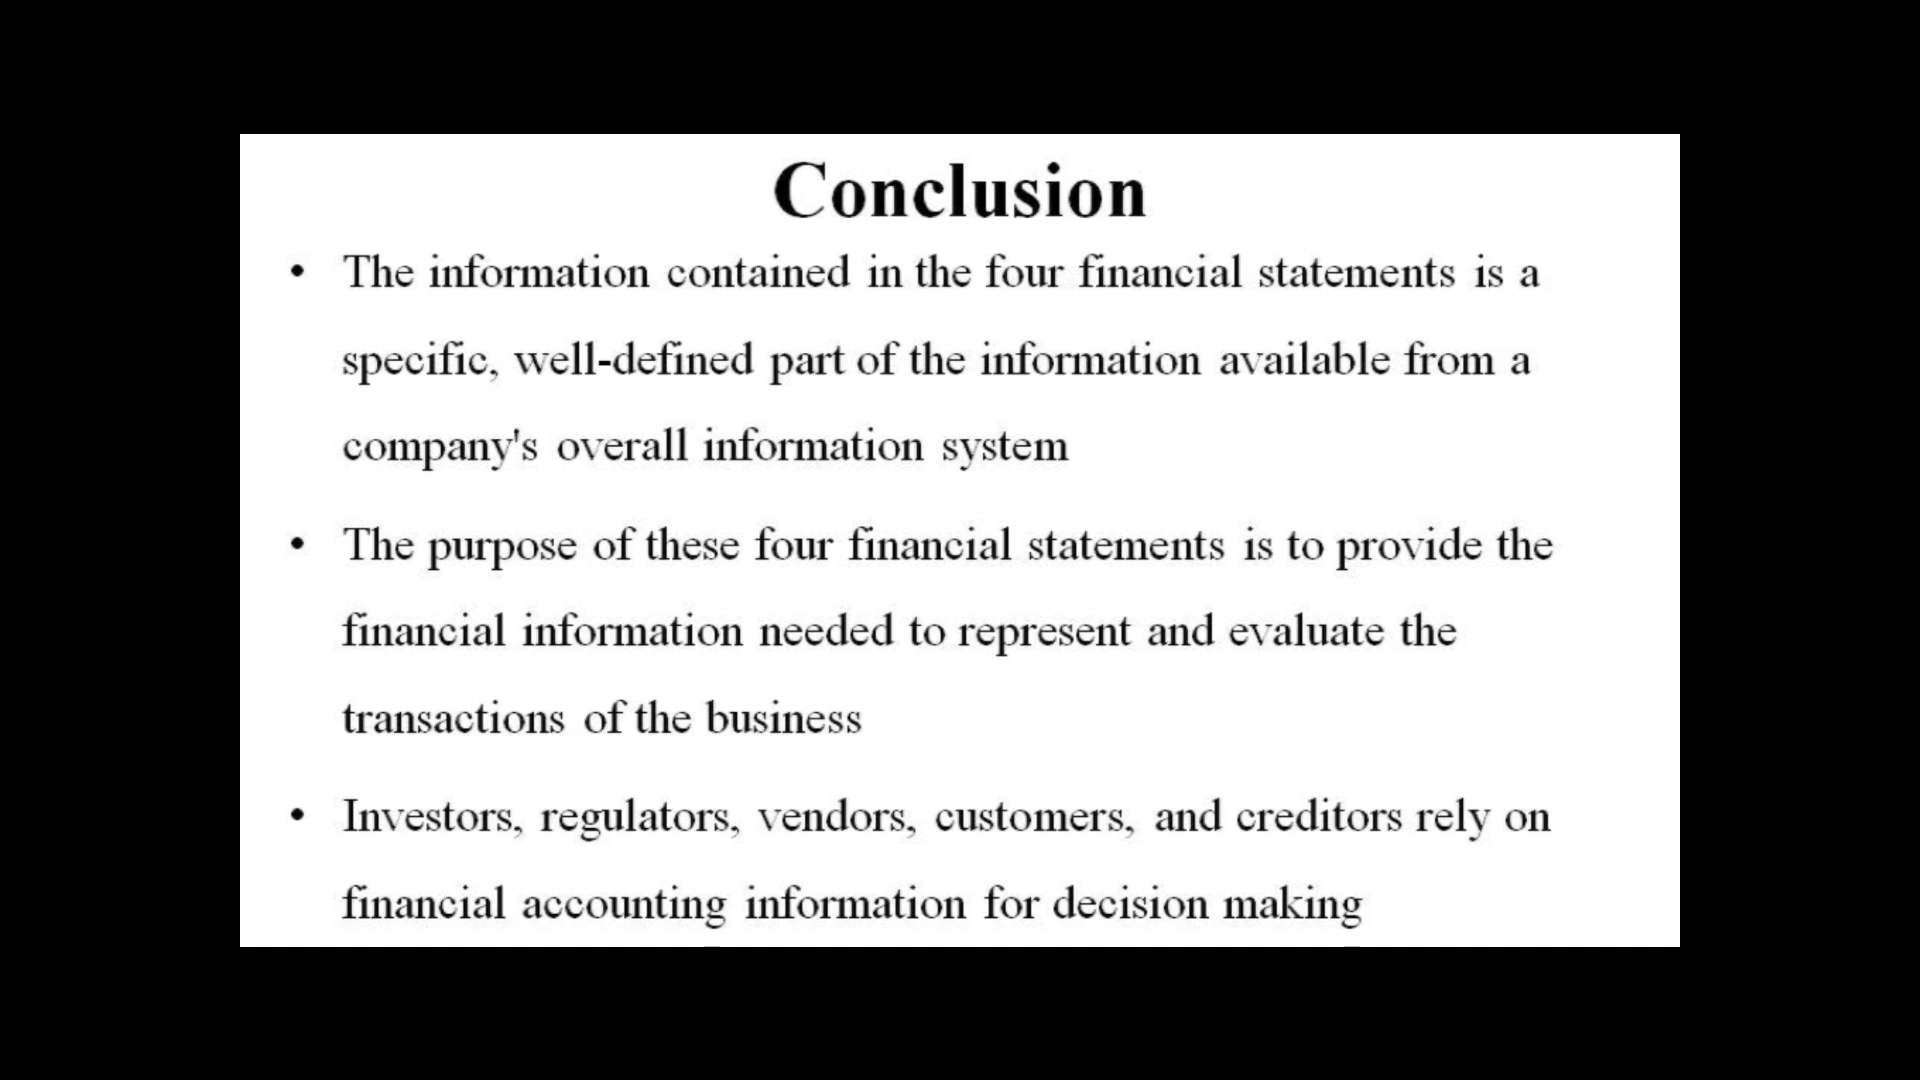 Conclusion
• The information contained in the four financial statements is a
specific, well-defined part of the information available from a
company's overall information system
• The purpose of these four financial statements is to provide the
financial information needed to represent and evaluate the
transactions of the business
• Investors, regulators, vendors, customers, and creditors rely on
financial accounting information for decision making